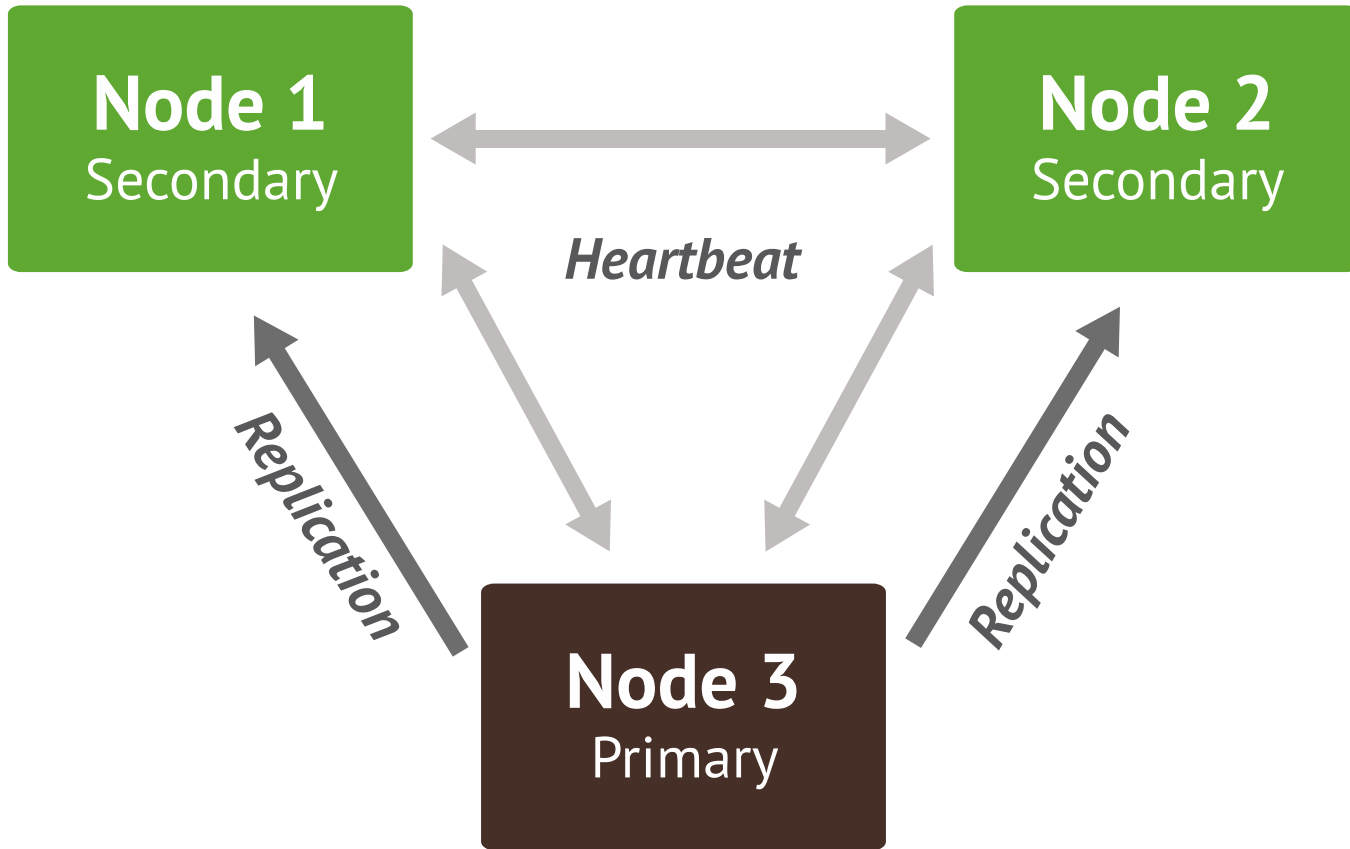 Node 1
Secondary
Node 2
Secondary
Heartbeat
Replication
Replication
Node 3
Primary